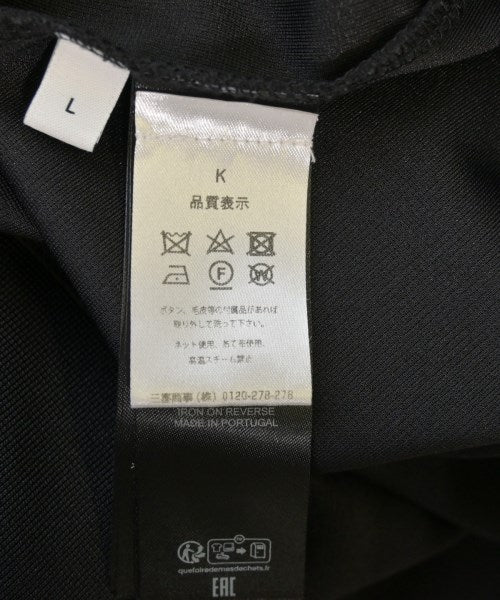 L
K
品質表示
F
W
ボタン、毛皮等の付属品があれば
取り外して洗って下さい。
ネット使用、あて布使用、
高温スチーム禁止
三喜商事(株) 0120-278-278
IRON ON REVERSE
MADE IN PORTUGAL
FR
quefairedemesdechets.fr
EAC